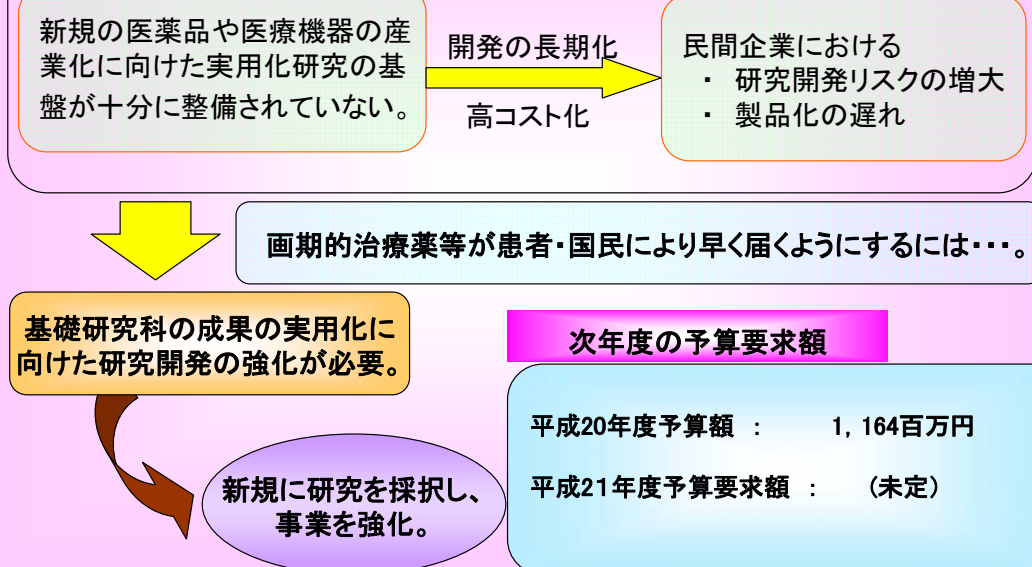 新規の医薬品や医療機器の産
業化に向けた実用化研究の基
盤が十分に整備されていない。
開発の長期化
高コスト化
民間企業における
・ 研究開発リスクの増大
・ 製品化の遅れ
画期的治療薬等が患者・国民により早く届くようにするには・・・。
基礎研究科の成果の実用化に
向けた研究開発の強化が必要。
新規に研究を採択し、
事業を強化。
次年度の予算要求額
平成20年度予算額 : 1,164百万円
平成21年度予算要求額 : (未定)